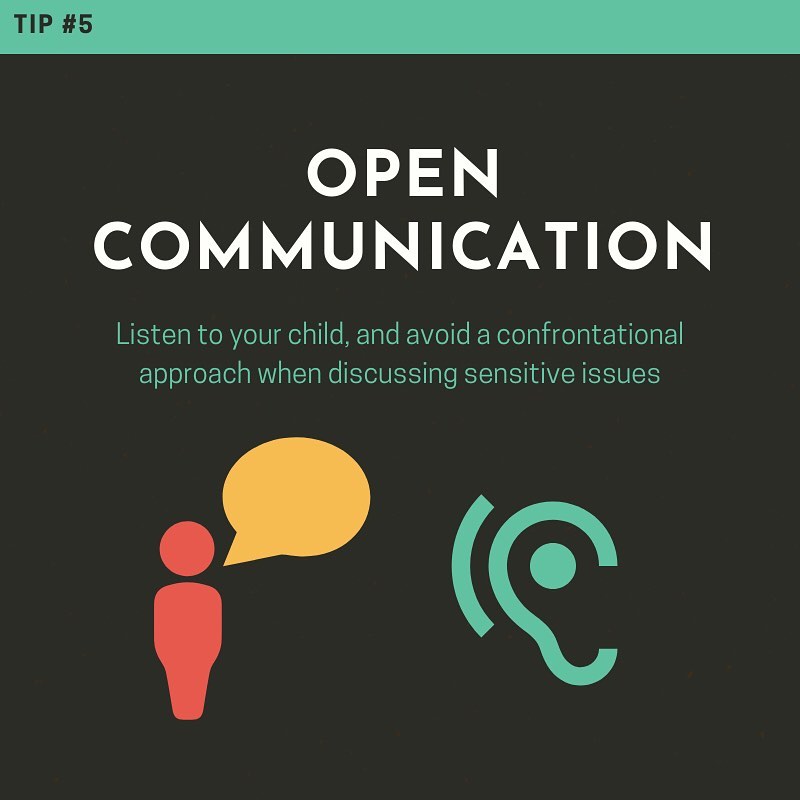 TIP #5
OPEN
COMMUNICATION
Listen to your child, and avoid a confrontational
approach when discussing sensitive issues